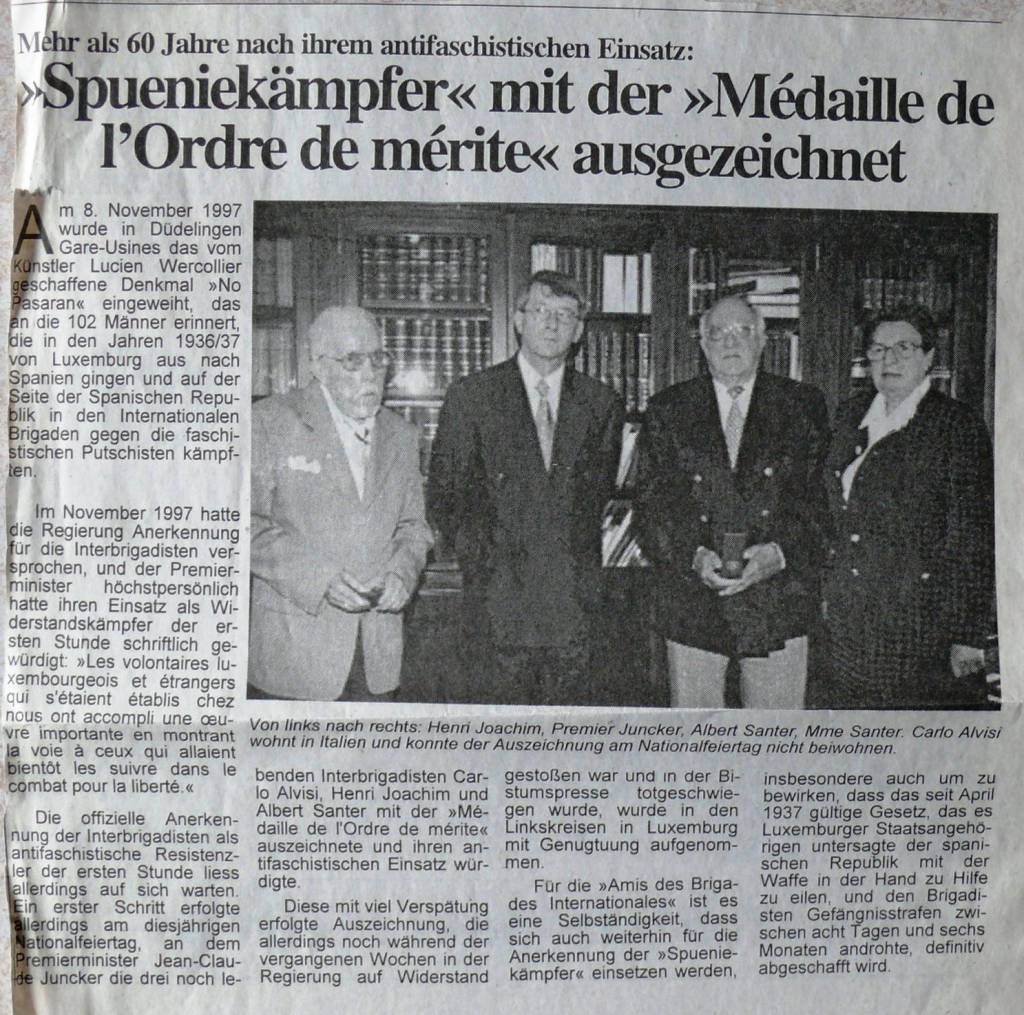 Mehr als 60 Jahre nach ihrem antifaschistischen Einsatz:
»Spueniekämpfer« mit der »Médaille de
l'Ordre de mérite« ausgezeichnet
Am 8. November 1997
wurde in Düdelingen
Gare-Usines das vom
Künstler Lucien Wercollier
geschaffene Denkmal »No
Pasaran« eingeweiht, das
an die 102 Männer erinnert,
die in den Jahren 1936/37
von Luxemburg aus nach
Spanien gingen und auf der
Seite der Spanischen Repu-
blik in den Internationalen
Brigaden gegen die faschi-
stischen Putschisten kämpf-
ten.
Im November 1997 hatte
die Regierung Anerkennung
für die Interbrigadisten ver-
sprochen, und der Premier-
minister höchstpersönlich
hatte ihren Einsatz als Wi-
derstandskämpfer der er-
sten Stunde schriftlich ge-
würdigt: »Les volontaires lu-
xembourgeois et étrangers
qui s'étaient établis chez
nous ont accompli une œu-
vre importante en montrant
la voie à ceux qui allaient
bientôt les suivre dans le
combat pour la liberté.«
Die offizielle Anerken-
nung der Interbrigadisten als
antifaschistische Resistenz-
ler der ersten Stunde liess
allerdings auf sich warten.
Ein erster Schritt erfolgte
allerdings am diesjährigen
Nationalfeiertag, an dem
Premierminister Jean-Clau-
de Juncker die drei noch le-
Von links nach rechts: Henri Joachim, Premier Juncker, Albert Santer, Mme Santer. Carlo Alvisi
wohnt in Italien und konnte der Auszeichnung am Nationalfeiertag nicht beiwohnen.
benden Interbrigadisten Car-
lo Alvisi, Henri Joachim und
Albert Santer mit der »Mé-
daille de l'Ordre de mérite«
auszeichnete und ihren an-
tifaschistischen Einsatz wür-
digte.
Diese mit viel Verspätung
erfolgte Auszeichnung, die
allerdings noch während der
vergangenen Wochen in der
Regierung auf Widerstand
gestoßen war und in der Bi-
stumspresse totgeschwie-
gen wurde, wurde in den
Linkskreisen in Luxemburg
mit Genugtuung aufgenom-
men.
Für die »Amis des Briga-
des Internationales« ist es
eine Selbständigkeit, dass
sich auch weiterhin für die
Anerkennung der »Spuenie-
kämpfer« einsetzen werden,
insbesondere auch um zu
bewirken, dass das seit April
1937 gültige Gesetz, das es
Luxemburger Staatsangehö-
rigen untersagte der spani-
schen Republik mit der
Waffe in der Hand zu Hilfe
zu eilen, und den Brigadi-
sten Gefängnisstrafen zwi-
schen acht Tagen und sechs
Monaten androhte, definitiv
abgeschafft wird.